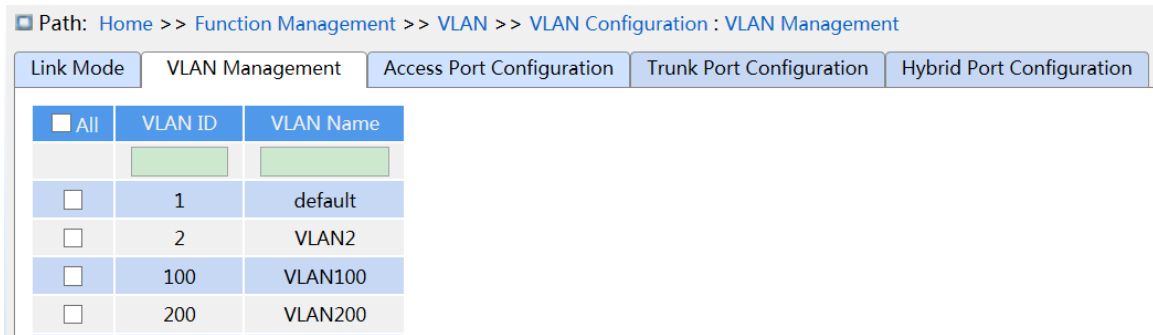 Path: Home >> Function Management >> VLAN >> VLAN Configuration : VLAN Management
Link Mode VLAN Management Access Port Configuration Trunk Port Configuration Hybrid Port Configuration
All VLAN ID VLAN Name
1 default
2 VLAN2
100 VLAN100
200 VLAN200